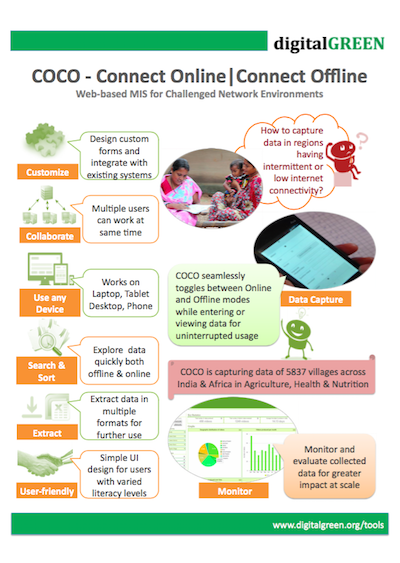 digitalGREEN
COCO - Connect Online|Connect Offline
Web-based MIS for Challenged Network Environments
Customize
Design custom
forms and
integrate with
existing systems
How to capture
data in regions
having
intermittent or
low internet
connectivity?
Collaborate
Multiple users
can work at
same time
Use any
Device
Works on
Laptop, Tablet
Desktop, Phone
COCO seamlessly
toggles between Online
and Offline modes
while entering or
viewing data for
uninterrupted usage
Data Capture
Search &
Sort
Explore data
quickly both
offline & online
COCO is capturing data of 5837 villages across
India & Africa in Agriculture, Health & Nutrition
Extract
Extract data in
multiple
formats for
further use
User-friendly
Simple UI
design for users
with varied
literacy levels
Monitor
Monitor and
evaluate collected
data for greater
impact at scale
www.digitalgreen.org/tools